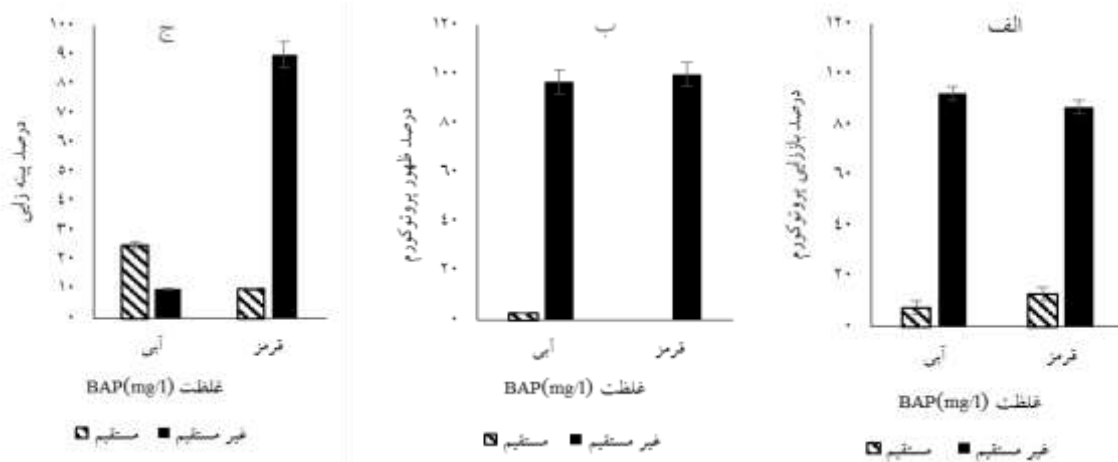 الف
درصد باززایی پروتوکورم
۱۲۰
۱۰۰
۸۰
۶۰
۴۰
۲۰
۰
آبی قرمز
غلظت BAP(mg/l)
مستقیم غیر مستقیم
ب
درصد ظهور پروتوکورم
۱۲۰
۱۰۰
۸۰
۶۰
۴۰
۲۰
۰
آبی قرمز
غلظت BAP(mg/l)
مستقیم غیر مستقیم
ج
درصد پینه زایی
۱۰۰
۹۰
۸۰
۷۰
۶۰
۵۰
۴۰
۳۰
۲۰
۱۰
۰
آبی قرمز
غلظت BAP(mg/l)
مستقیم غیر مستقیم